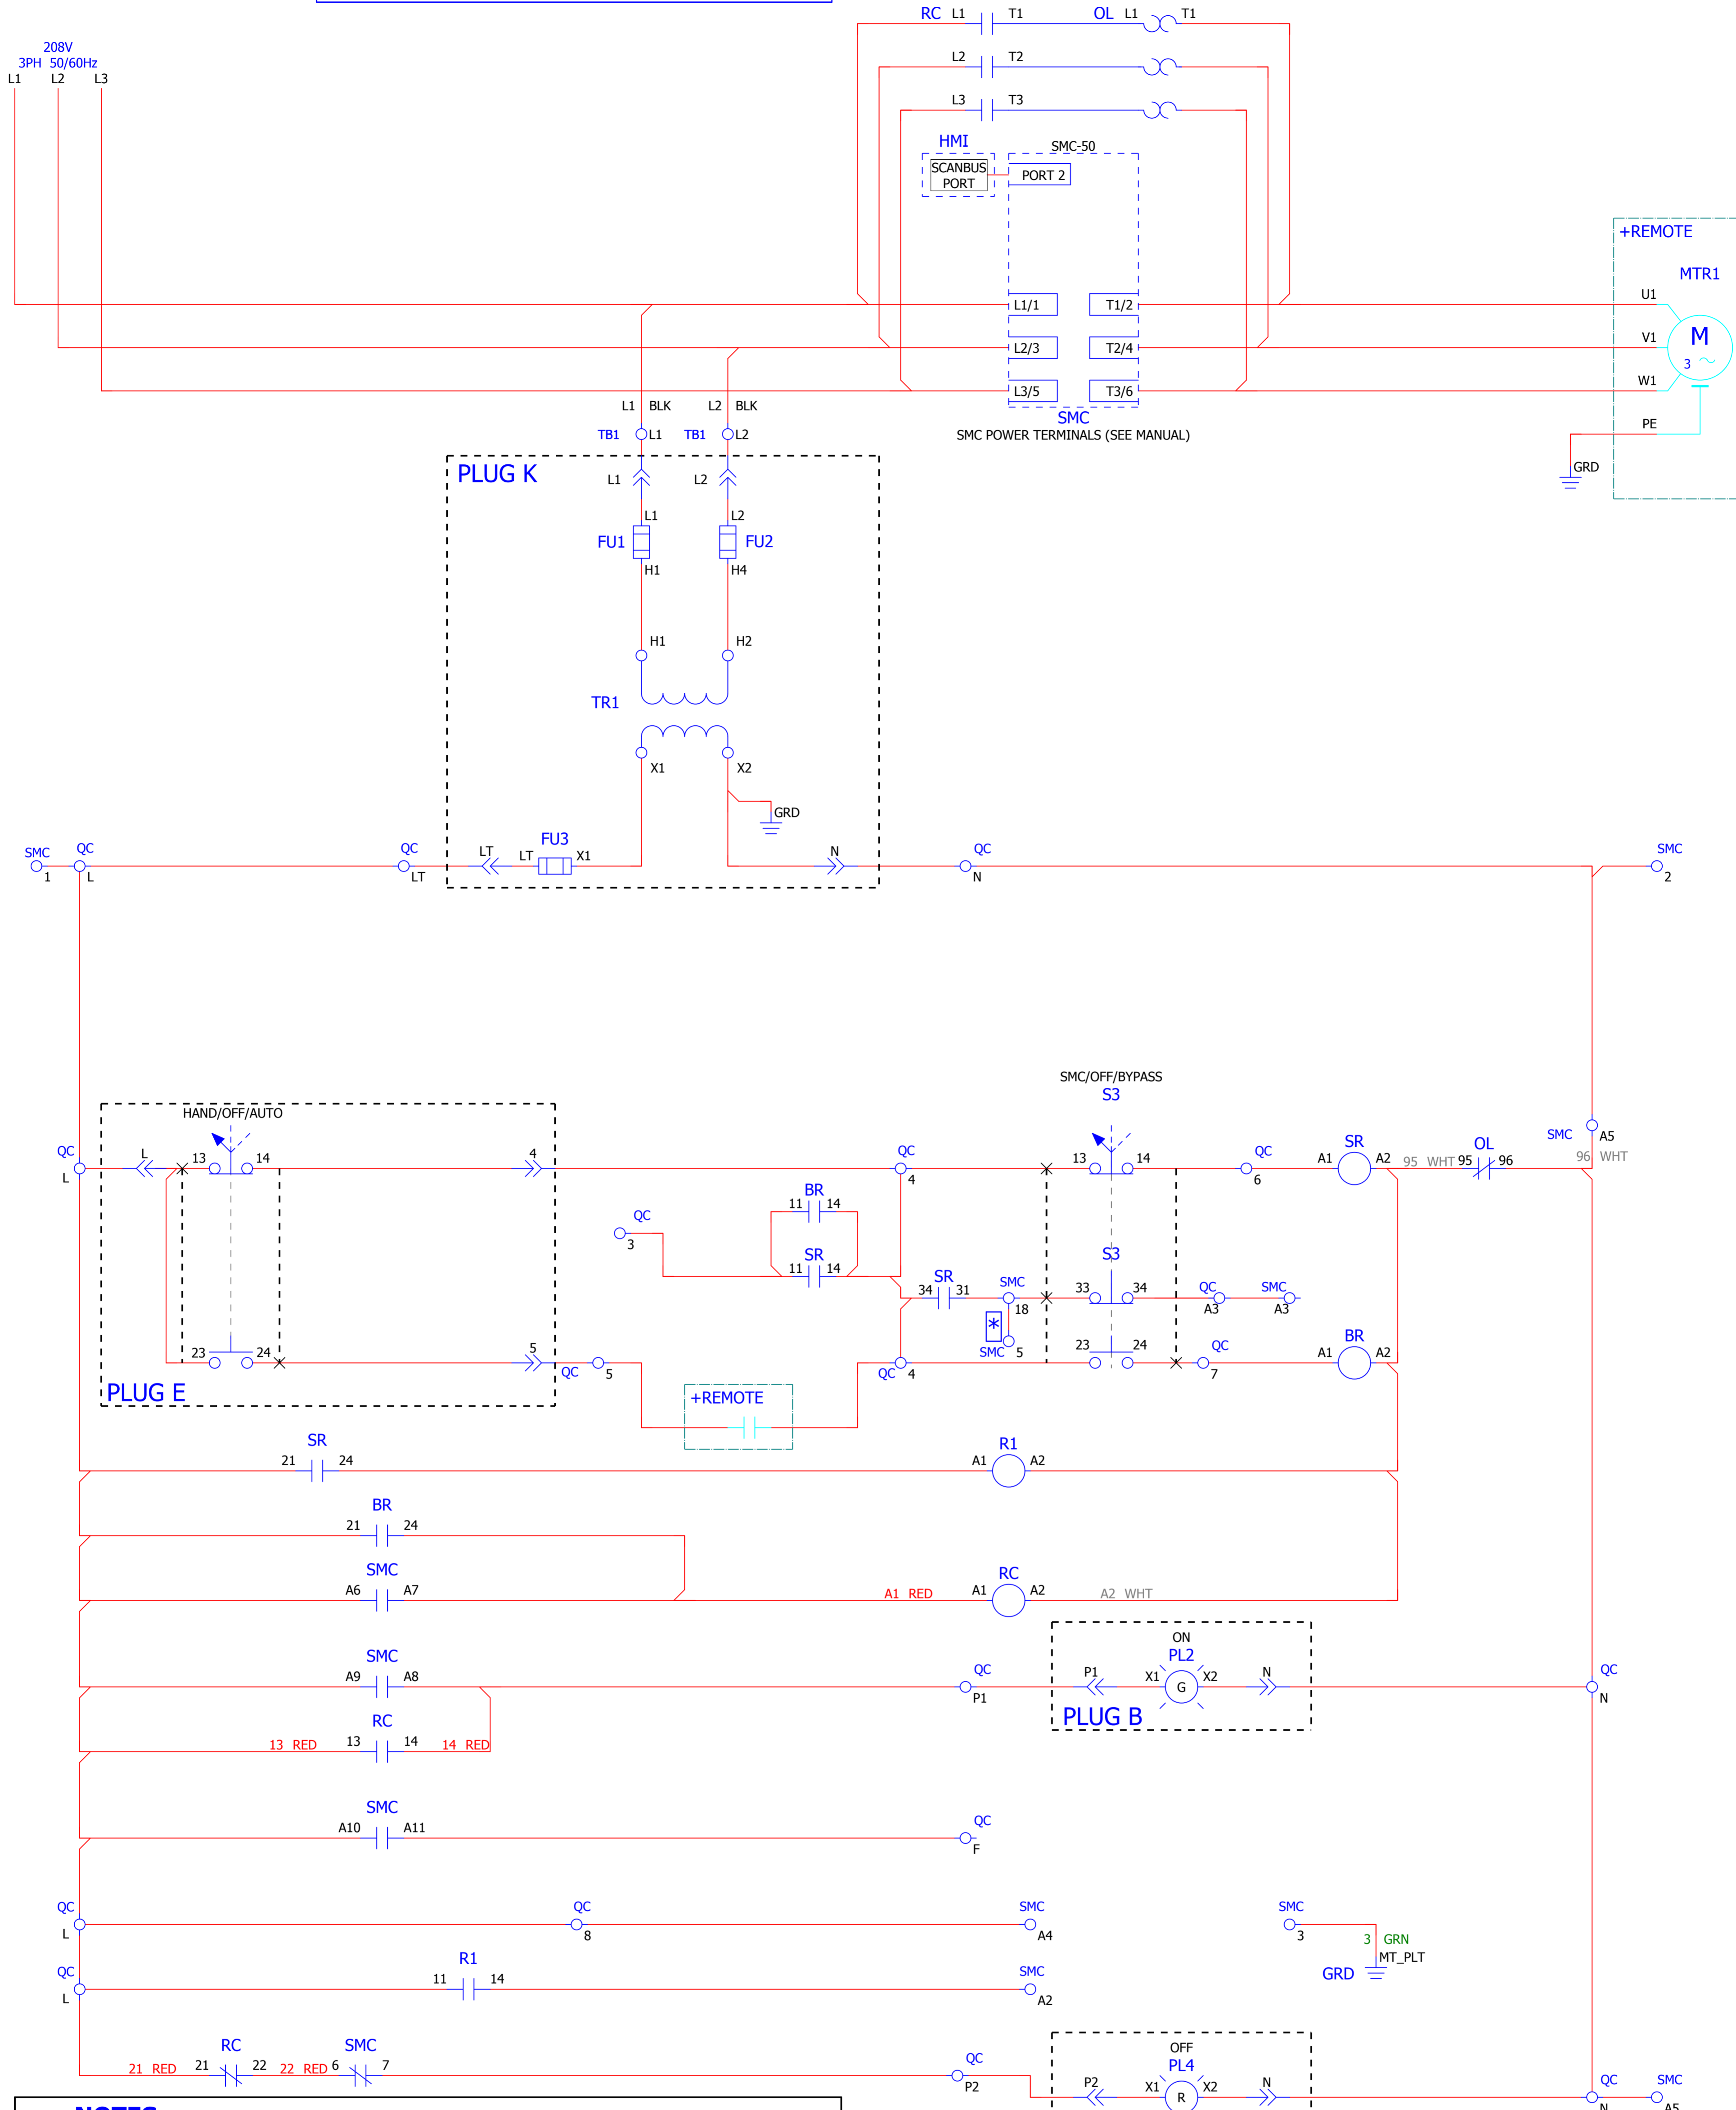 RC L1 T1 OL L1 T1
208V
3PH 50/60Hz
L1 L2 L3
L2 T2
L3 T3
HMI
SMC-50
SCANBUS
PORT
PORT 2
+REMOTE
MTR1
L1/1 T1/2 U1
L2/3 T2/4 V1
M
3
L3/5 T3/6 W1
L1 BLK L2 BLK
SMC
PE
TB1 L1 TB1 L2
SMC POWER TERMINALS (SEE MANUAL)
PLUG K
GRD
L1 L2
L1 L2
FU1 FU2
H1 H4
H1 H2
TR1
X1 X2
GRD
FU3
SMC QC QC LT LT X1 N QC SMC
1 L LT N 2
SMC/OFF/BYPASS
S3
HAND/OFF/AUTO
QC L 13 14 4 QC 13 14 SR OL SMC A5
L 4 QC 6 A1 A2 95 WHT 95 96 96 WHT
BR
11 14
QC
3
SR
11 14
S3
SR
34 31 SMC 33 34 QC SMC
18 A3 A3
*
SMC 5
23 24 5 QC 5 QC 4 23 24 QC 7 BR A1 A2
PLUG E
+REMOTE
SR
21 24
R1
A1 A2
BR
21 24
SMC
A6 A7
RC
A1 RED A1 A2 A2 WHT
ON
PL2
SMC
A9 A8 QC P1 P1 X1 G X2 N QC N
PLUG B
RC
13 RED 13 14 14 RED
SMC
A10 A11 QC F
QC L QC 8 SMC A4 SMC 3
3 GRN
MT_PLT
GRD
QC L R1 11 14 SMC A2
OFF
PL4
RC SMC
21 RED 21 22 22 RED 6 7 QC P2 P2 X1 R X2 N QC N SMC A5
NOTES